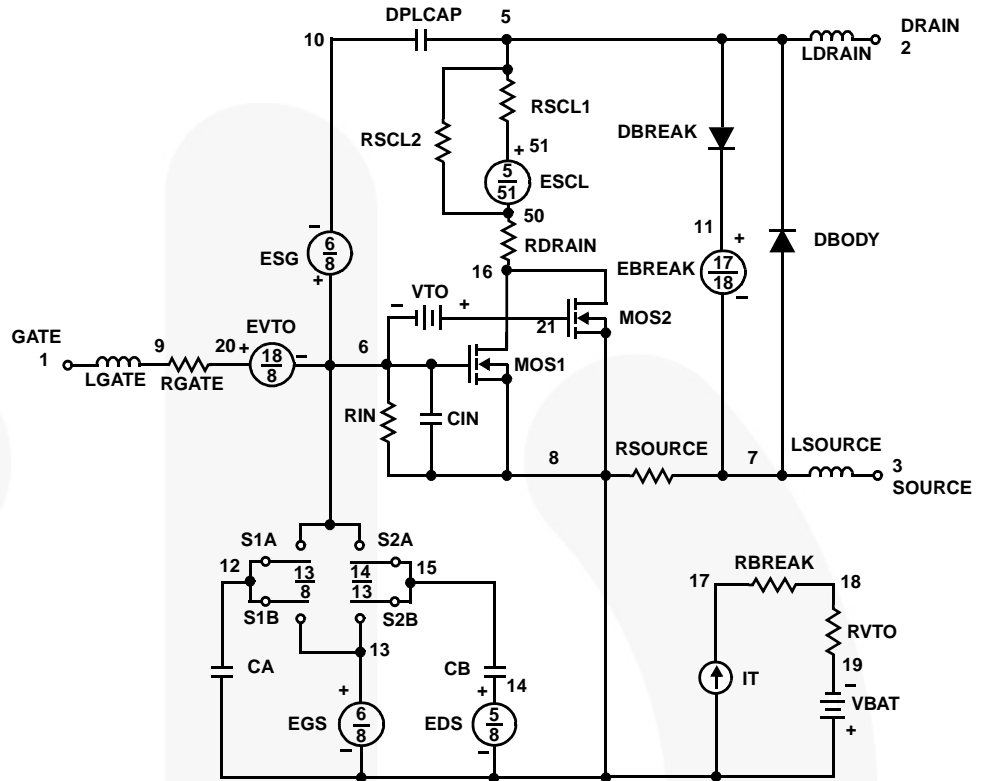 DPLCAP 5 DRAIN
10 2
LDRAIN
RSCL1
RSCL2 DBREAK
+ 51
5
51
ESCL
50
- 11 +
ESG 6
8
RDRAIN DBODY
+ 16 EBREAK 17
18
- VTO + -
21 MOS2
GATE
1 9 20 + EVTO
18
8
- 6 MOS1
LGATE RGATE
RIN CIN
8 RSOURCE 7 LSOURCE
3
SOURCE
S1A S2A
12 13
8
14
13
15 RBREAK
17 18
S1B S2B
13 RVTO
CA CB 19
14 IT -
+ + VBAT
EGS 6
8
EDS 5
8
+
- -